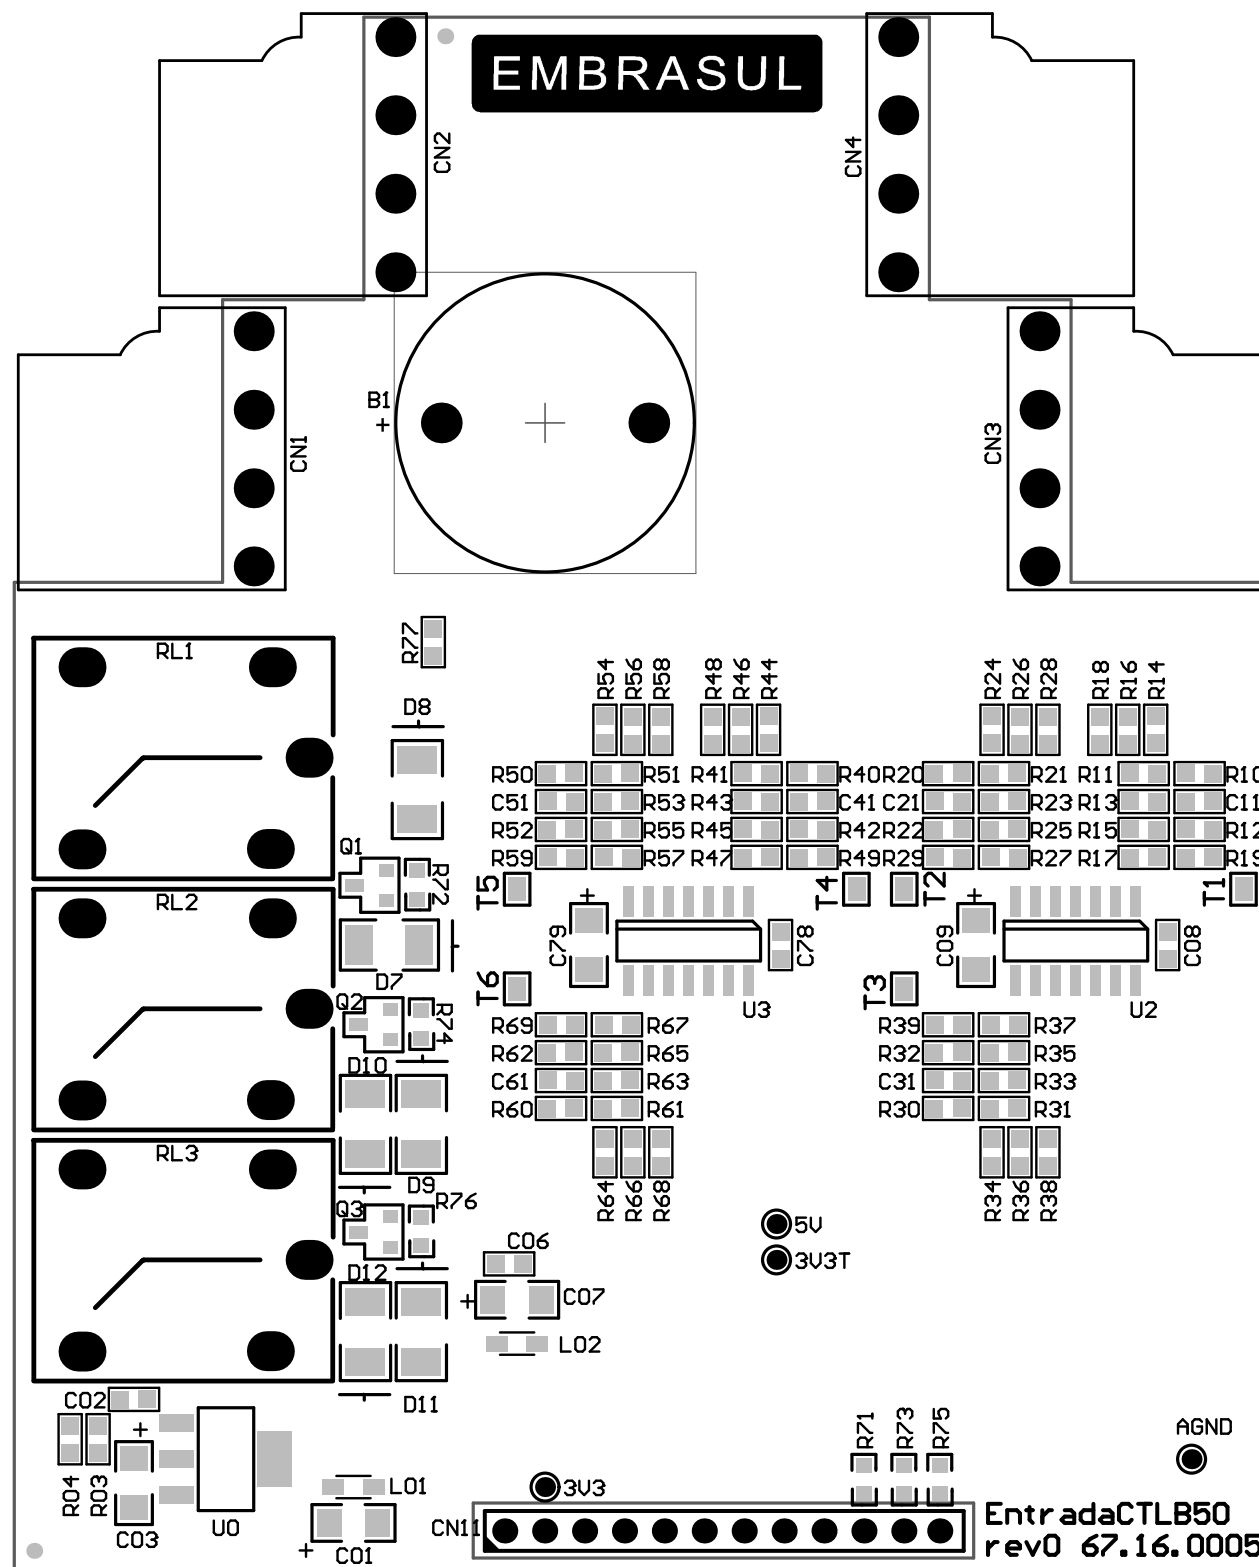 EMBRASUL
CN2
CN4
B1
+
CN1
CN3
RL1
R77
D8
R54
R56
R58
R48
R46
R44
R24
R26
R28
R18
R16
R14
R50
R51
R41
R40
R20
R21
R11
R10
C51
R53
R43
C41
C21
R23
R13
C11
R52
R55
R45
R42
R22
R25
R15
R12
R59
R57
R47
R49
R29
R27
R17
R19
Q1
R72
T5
T4
T2
T1
RL2
+
+
C79
C78
C09
C08
D7
T6
T3
Q2
R74
U3
U2
R69
R67
R39
R37
R62
R65
R32
R35
D10
C61
R63
C31
R33
R60
R61
R30
R31
RL3
D9
R64
R66
R68
R34
R36
R38
Q3
R76
5V
C06
3V3T
D12
+
C07
L02
C02
D11
+
R71
R73
R75
AGND
R04
R03
C03
U0
L01
3V3
+
C01
CN11
EntradaCTLB50
rev0 67.16.0005